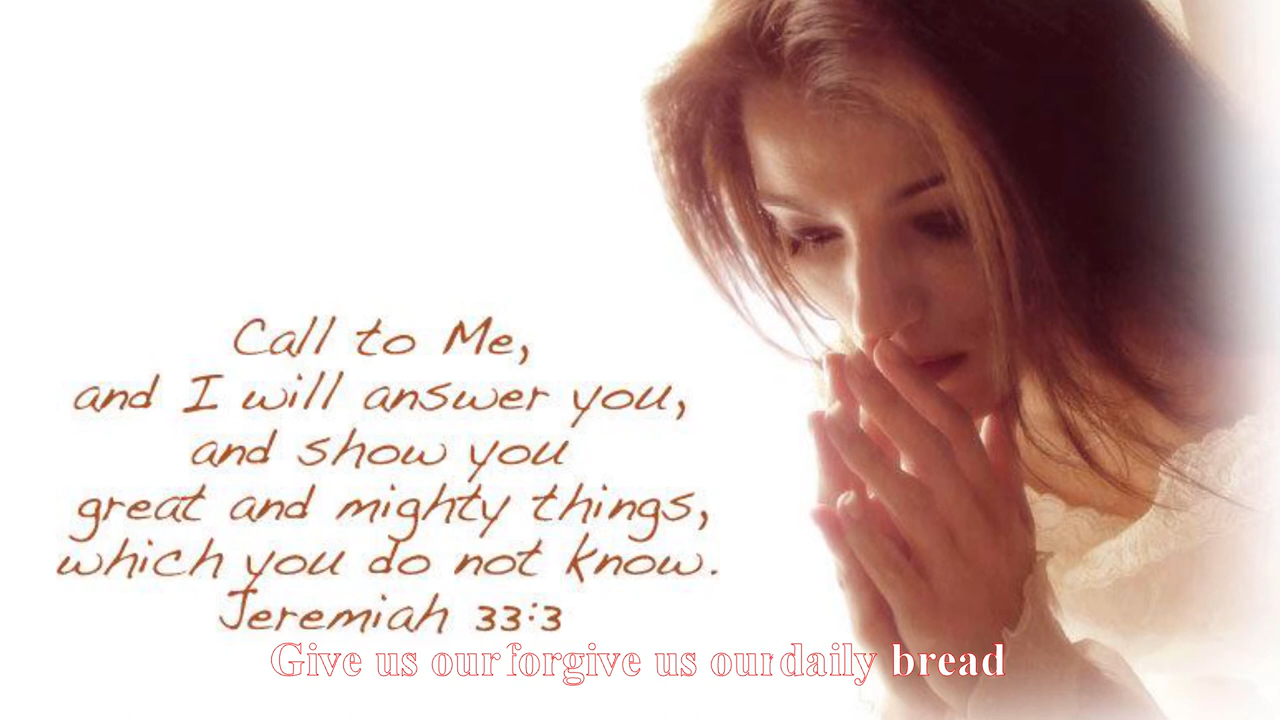 Call to Me,
and I will answer you,
and show you
great and mighty things,
which you do not know.
Jeremiah 33:3
Give us our forgive us our daily bread